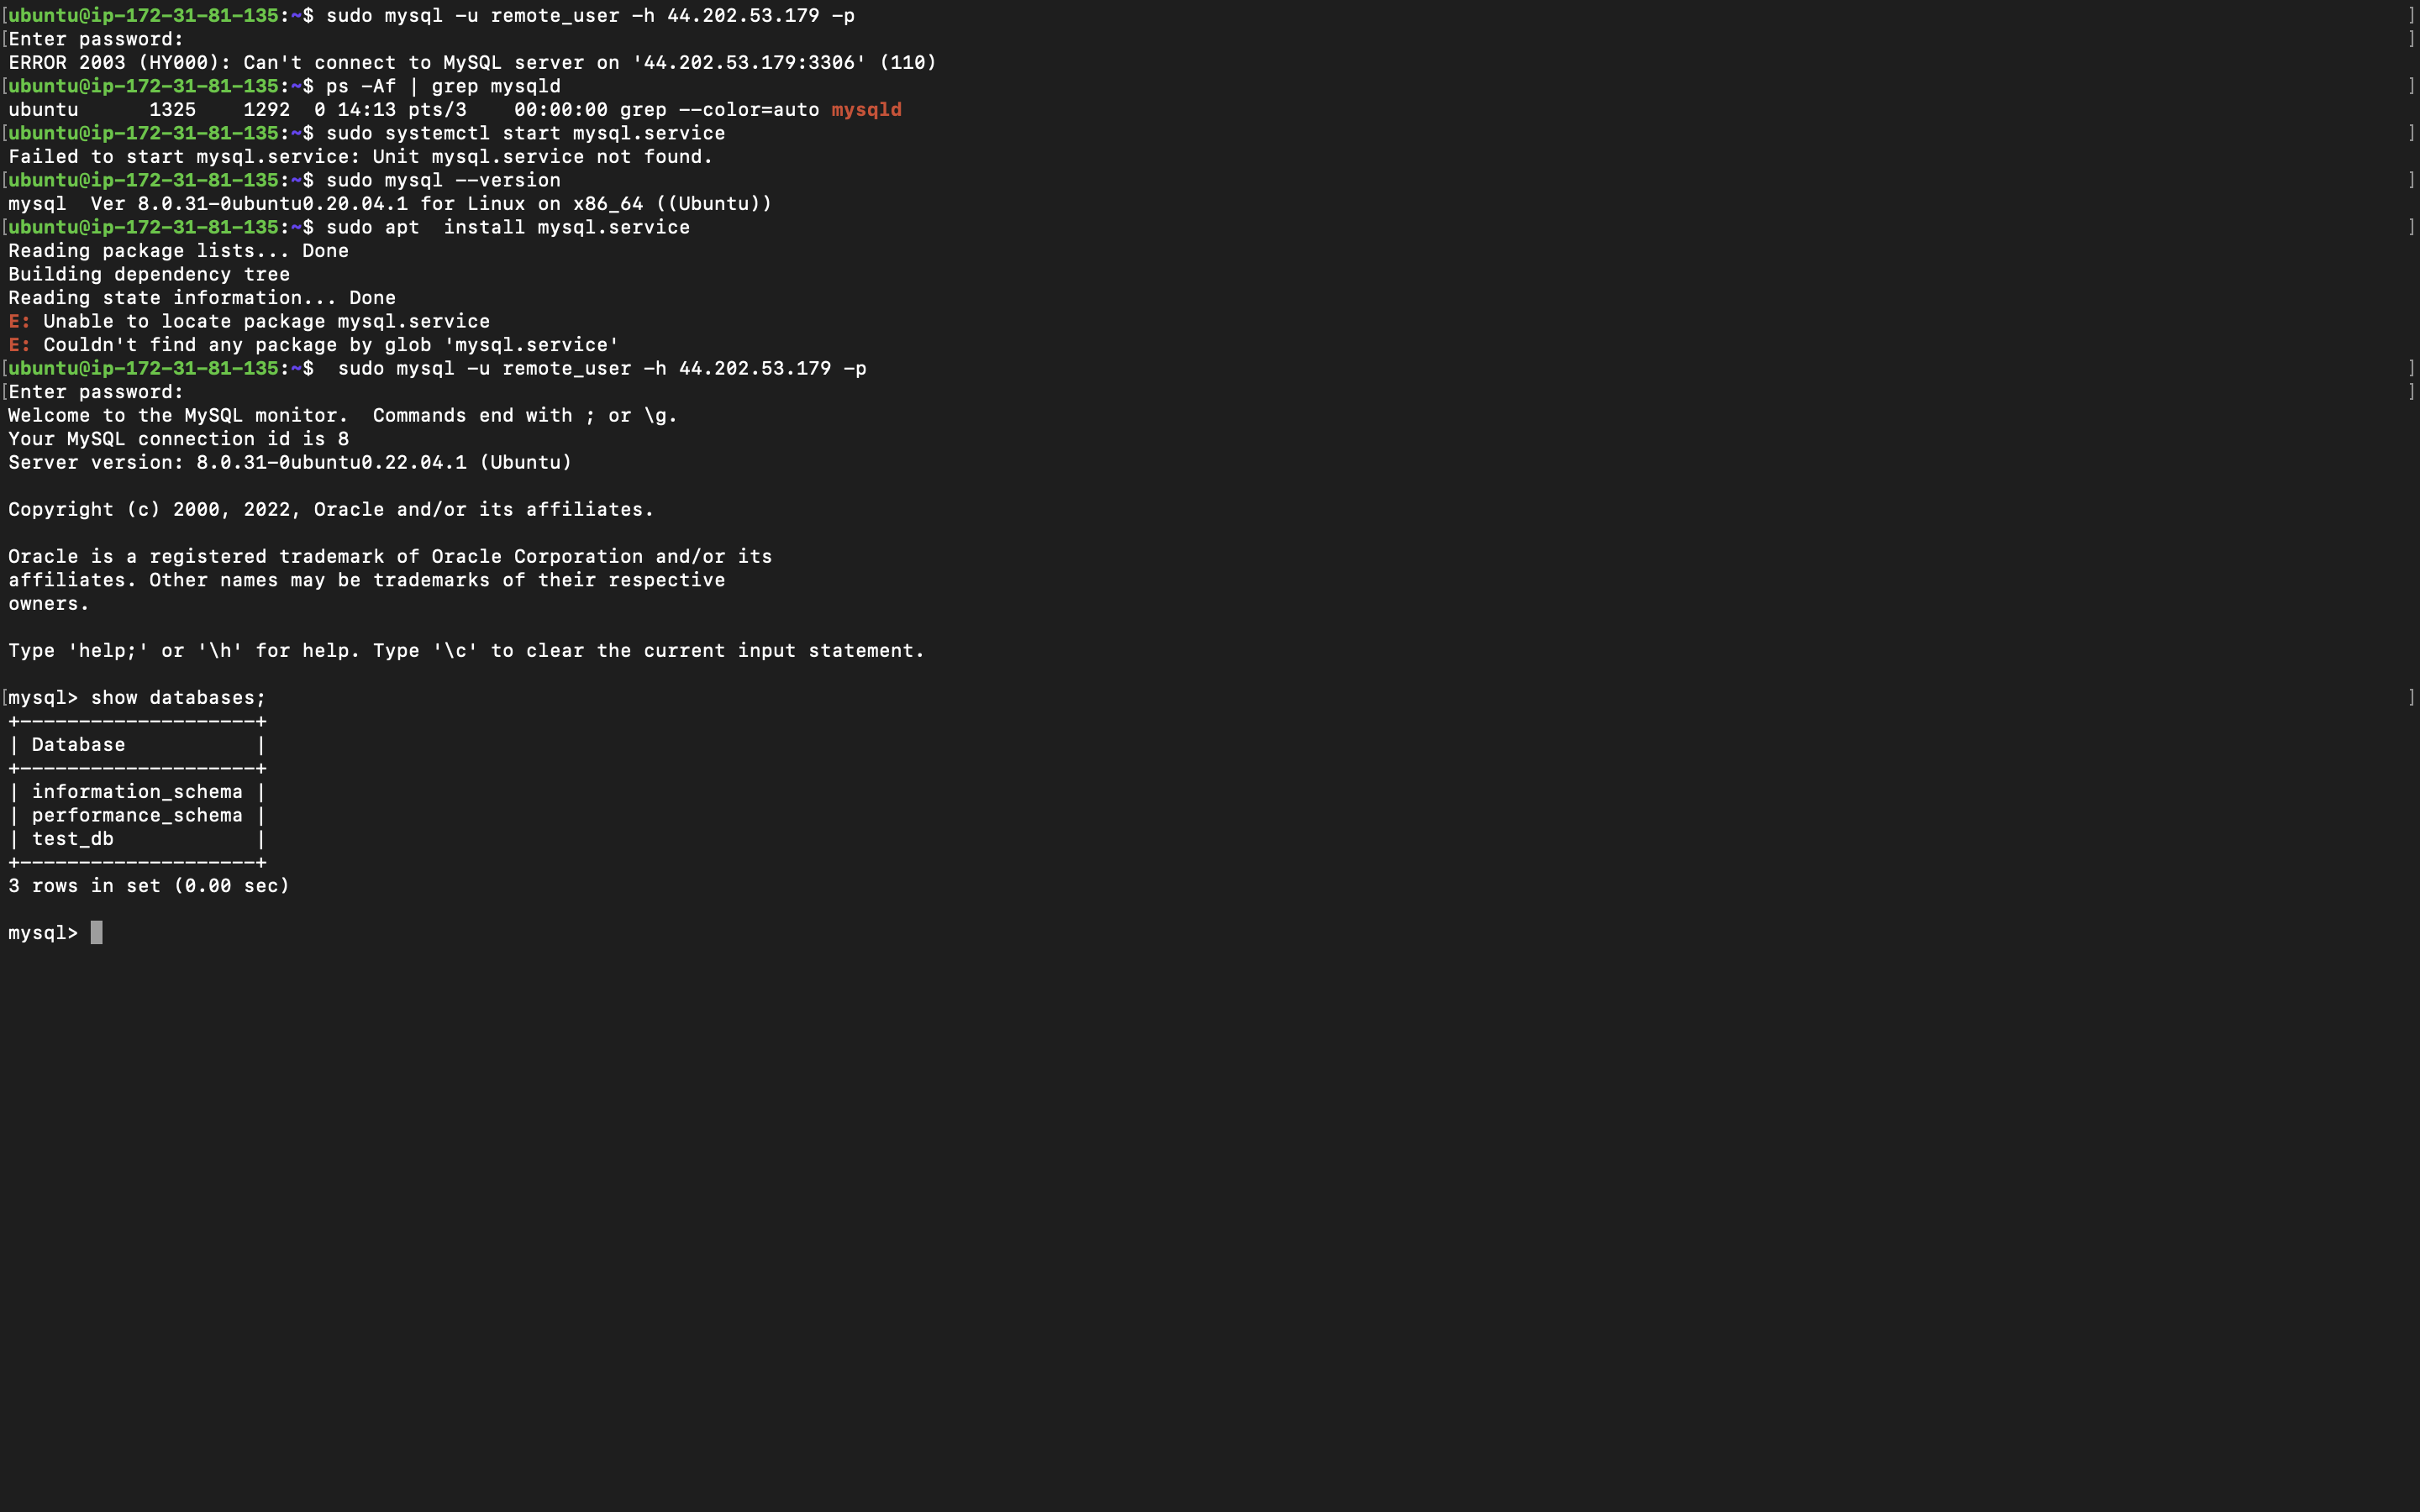 [ubuntu@ip-172-31-81-135:~$ sudo mysql -u remote_user -h 44.202.53.179 -p ]
[Enter password: ]
ERROR 2003 (HY000): Can't connect to MySQL server on '44.202.53.179:3306' (110)
[ubuntu@ip-172-31-81-135:~$ ps -Af | grep mysqld ]
ubuntu      1325    1292  0 14:13 pts/3    00:00:00 grep --color=auto mysqld
[ubuntu@ip-172-31-81-135:~$ sudo systemctl start mysql.service ]
Failed to start mysql.service: Unit mysql.service not found.
[ubuntu@ip-172-31-81-135:~$ sudo mysql --version ]
mysql  Ver 8.0.31-0ubuntu0.20.04.1 for Linux on x86_64 ((Ubuntu))
[ubuntu@ip-172-31-81-135:~$ sudo apt  install mysql.service ]
Reading package lists... Done
Building dependency tree
Reading state information... Done
E: Unable to locate package mysql.service
E: Couldn't find any package by glob 'mysql.service'
[ubuntu@ip-172-31-81-135:~$  sudo mysql -u remote_user -h 44.202.53.179 -p ]
[Enter password: ]
Welcome to the MySQL monitor.  Commands end with ; or \g.
Your MySQL connection id is 8
Server version: 8.0.31-0ubuntu0.22.04.1 (Ubuntu)

Copyright (c) 2000, 2022, Oracle and/or its affiliates.

Oracle is a registered trademark of Oracle Corporation and/or its
affiliates. Other names may be trademarks of their respective
owners.

Type 'help;' or '\h' for help. Type '\c' to clear the current input statement.

[mysql> show databases; ]
+--------------------+
| Database           |
+--------------------+
| information_schema |
| performance_schema |
| test_db            |
+--------------------+
3 rows in set (0.00 sec)

mysql>